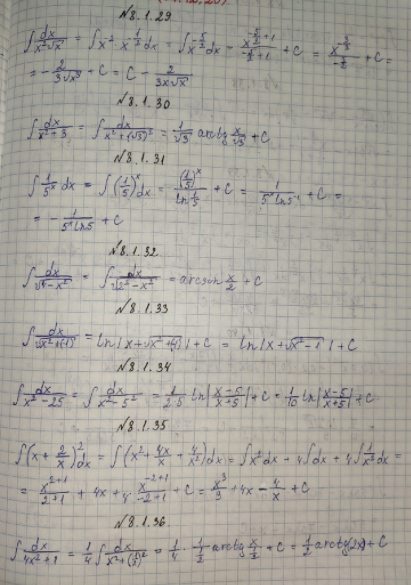 №8.1.29
∫dx/(x²√x) = ∫x⁻² · x^(-1/2) dx = ∫x^(-5/2) dx = x^(-5/2+1)/(-5/2+1) + C = x^(-3/2)/(-3/2) + C =
= - 2/(3√x³) + C = C - 2/(3x√x)
№8.1.30
∫dx/(x²+3) = ∫dx/(x²+(√3)²) = 1/√3 arctg x/√3 + C
№8.1.31
∫1/5ˣ dx = ∫(1/5)ˣ dx = (1/5)ˣ/ln 1/5 + C = 1/(5ˣ ln5⁻¹) + C =
= - 1/(5ˣ ln5) + C
№8.1.32
∫dx/√(4-x²) = ∫dx/√(2²-x²) = arcsin x/2 + C
№8.1.33
∫dx/√(x²+(-1)) = ln|x+√(x²+(-1))| + C = ln|x+√(x²-1)| + C
№8.1.34
∫dx/(x²-25) = ∫dx/(x²-5²) = 1/(2·5) ln|(x-5)/(x+5)| + C = 1/10 ln|(x-5)/(x+5)| + C
№8.1.35
∫(x + 2/x)² dx = ∫(x² + 4x/x + 4/x²) dx) = ∫x² dx + 4∫dx + 4∫1/x² dx =
= x^(2+1)/(2+1) + 4x + 4 · x^(-2+1)/(-2+1) + C = x³/3 + 4x - 4/x + C
№8.1.36
∫dx/(4x²+1) = 1/4 ∫dx/(x²+(1/2)²) = 1/4 · 1/(1/2) arctg x/(1/2) + C = 1/2 arctg(2x) + C